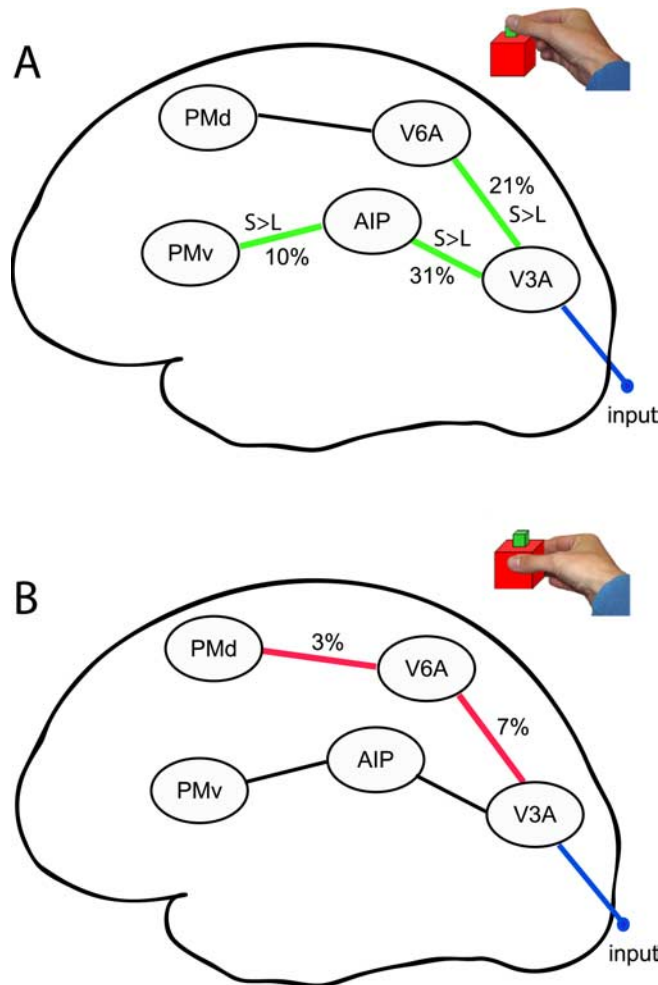 A
PMd
V6A
21%
S>L
S>L
AIP
S>L
PMv
10%
31%
V3A
input
B
PMd
3%
V6A
7%
AIP
PMv
V3A
input